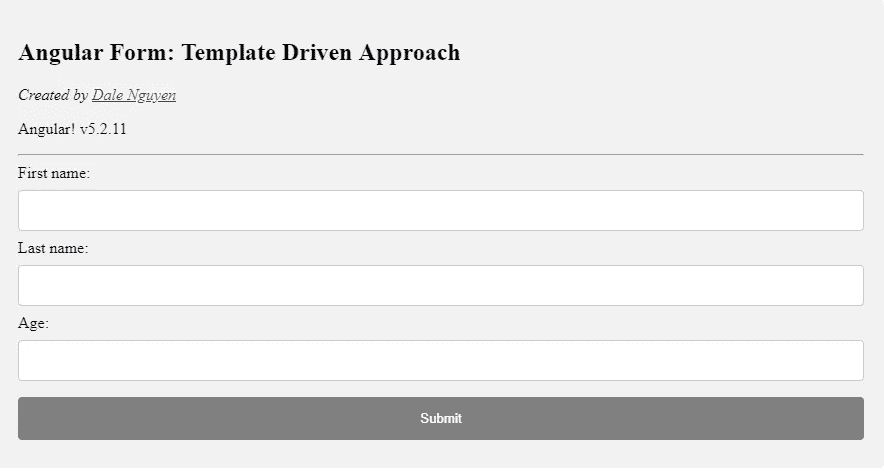 Angular Form: Template Driven Approach
Created by Dale Nguyen
Angular! v5.2.11
First name:
Last name:
Age:
Submit